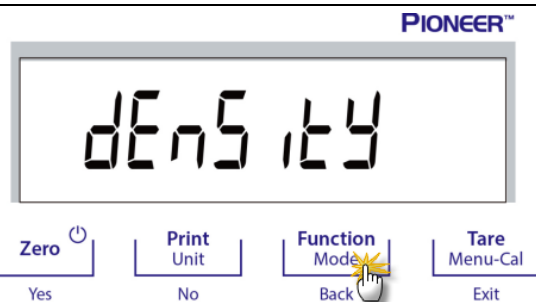 PIONEER™
dEnSitY
Zero Print Function Tare
Unit Mode Menu-Cal
Yes No Back Exit